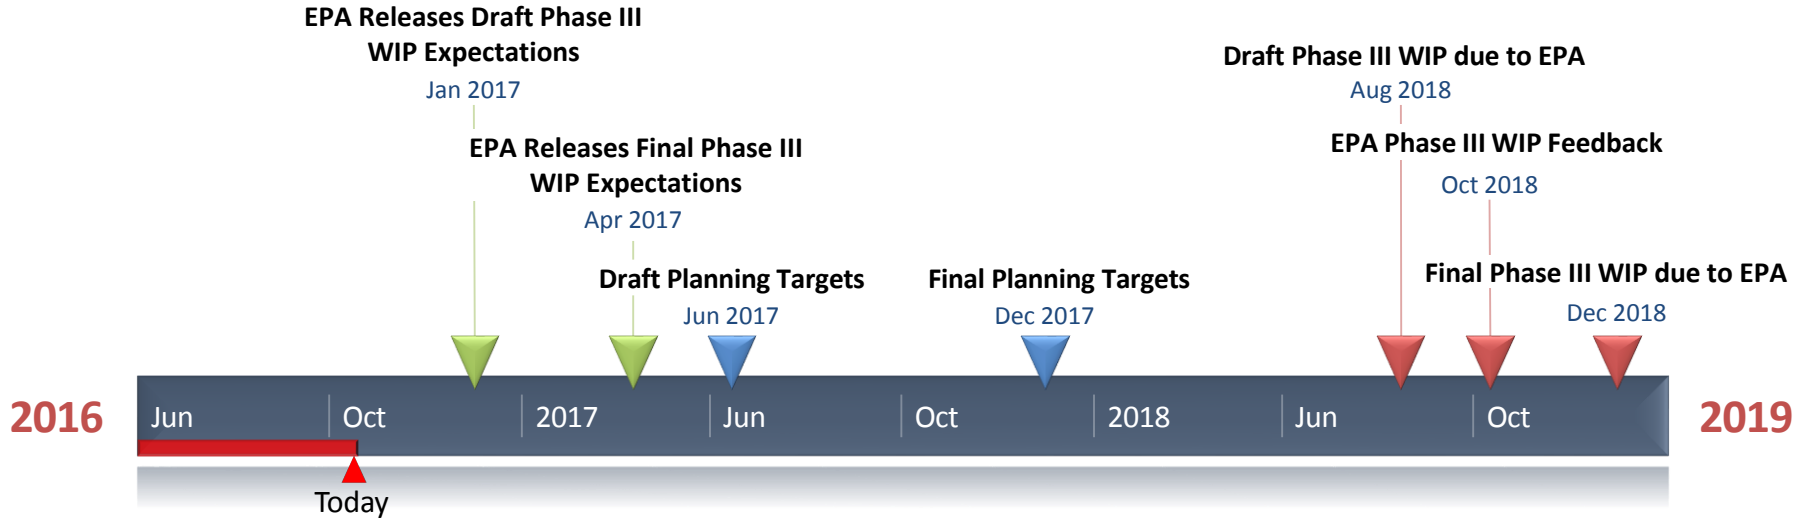 EPA Releases Draft Phase III
WIP Expectations
Jan 2017
EPA Releases Final Phase III
WIP Expectations
Apr 2017
Draft Planning Targets
Jun 2017
Final Planning Targets
Dec 2017
Draft Phase III WIP due to EPA
Aug 2018
EPA Phase III WIP Feedback
Oct 2018
Final Phase III WIP due to EPA
Dec 2018
2016
Jun
Oct
2017
Jun
Oct
2018
Jun
Oct
2019
Today